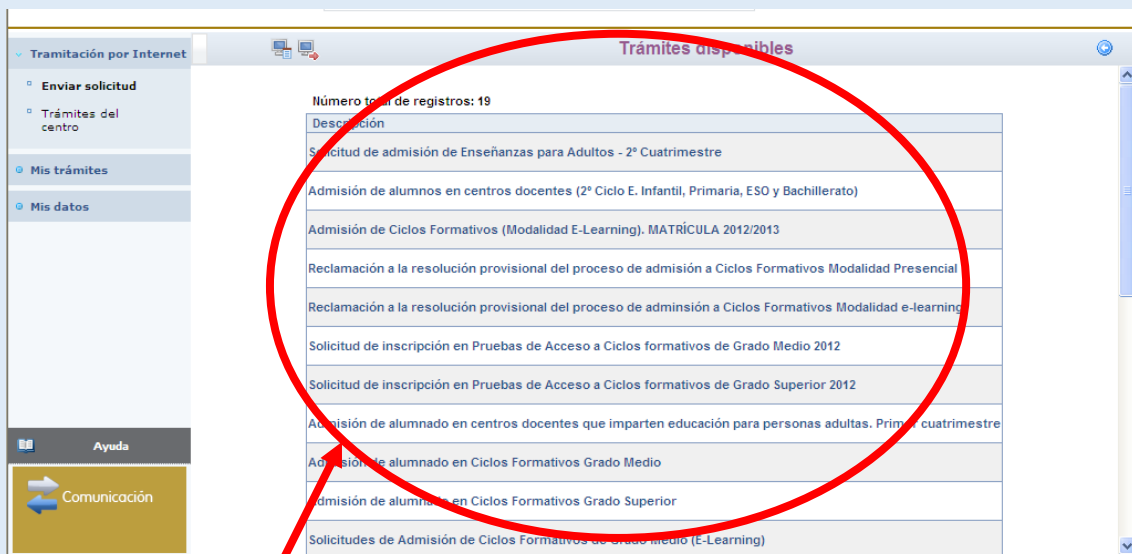 Tramitación por Internet
Enviar solicitud
Trámites del
centro
Mis trámites
Mis datos
Ayuda
Comunicación
Trámites disponibles
Número total de registros: 19
Descripción
Solicitud de admisión de Enseñanzas para Adultos - 2º Cuatrimestre
Admisión de alumnos en centros docentes (2º Ciclo E. Infantil, Primaria, ESO y Bachillerato)
Admisión de Ciclos Formativos (Modalidad E-Learning). MATRÍCULA 2012/2013
Reclamación a la resolución provisional del proceso de admisión a Ciclos Formativos Modalidad Presencial
Reclamación a la resolución provisional del proceso de adminsión a Ciclos Formativos Modalidad e-learning
Solicitud de inscripción en Pruebas de Acceso a Ciclos formativos de Grado Medio 2012
Solicitud de inscripción en Pruebas de Acceso a Ciclos formativos de Grado Superior 2012
Admisión de alumnado en centros docentes que imparten educación para personas adultas. Primer cuatrimestre
Admisión de alumnado en Ciclos Formativos Grado Medio
Admisión de alumnado en Ciclos Formativos Grado Superior
Solicitudes de Admisión de Ciclos Formativos de Grado Medio (E-Learning)